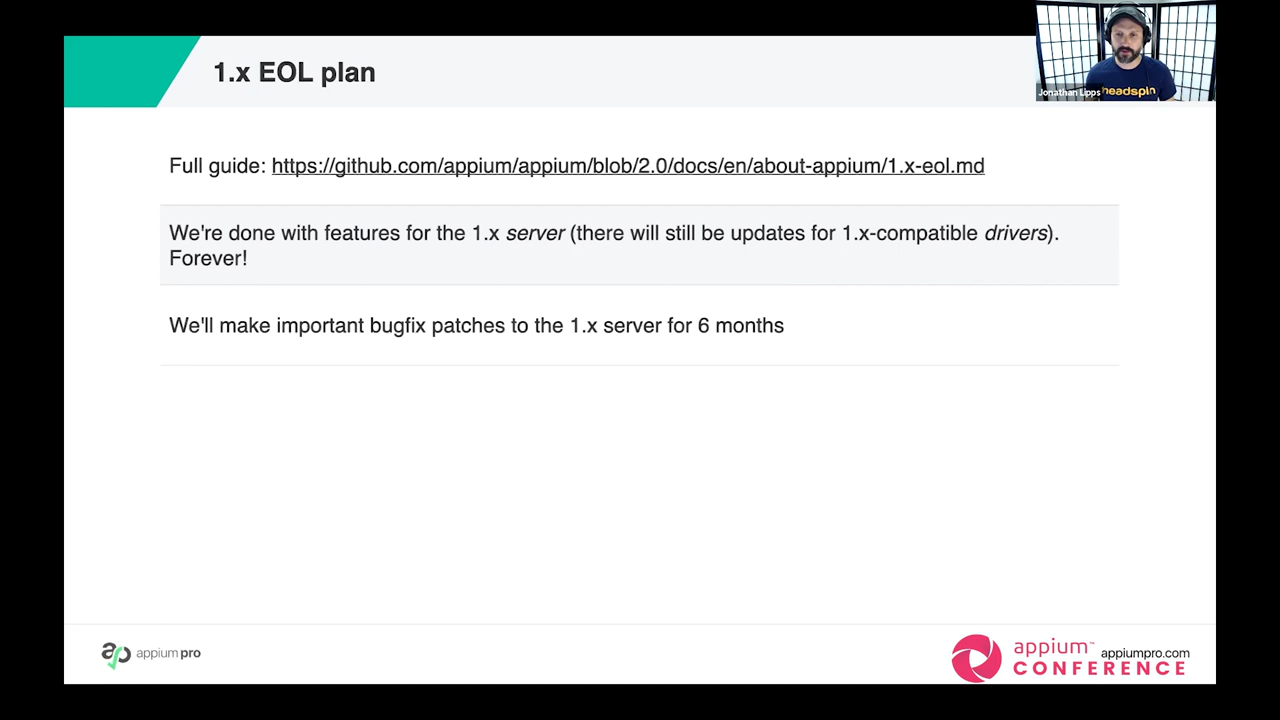 1.x EOL plan
Jonathan Lipps
headspin
Full guide: https://github.com/appium/appium/blob/2.0/docs/en/about-appium/1.x-eol.md
We're done with features for the 1.x server (there will still be updates for 1.x-compatible drivers).
Forever!
We'll make important bugfix patches to the 1.x server for 6 months
ap appium pro
appium™ appiumpro.com
CONFERENCE